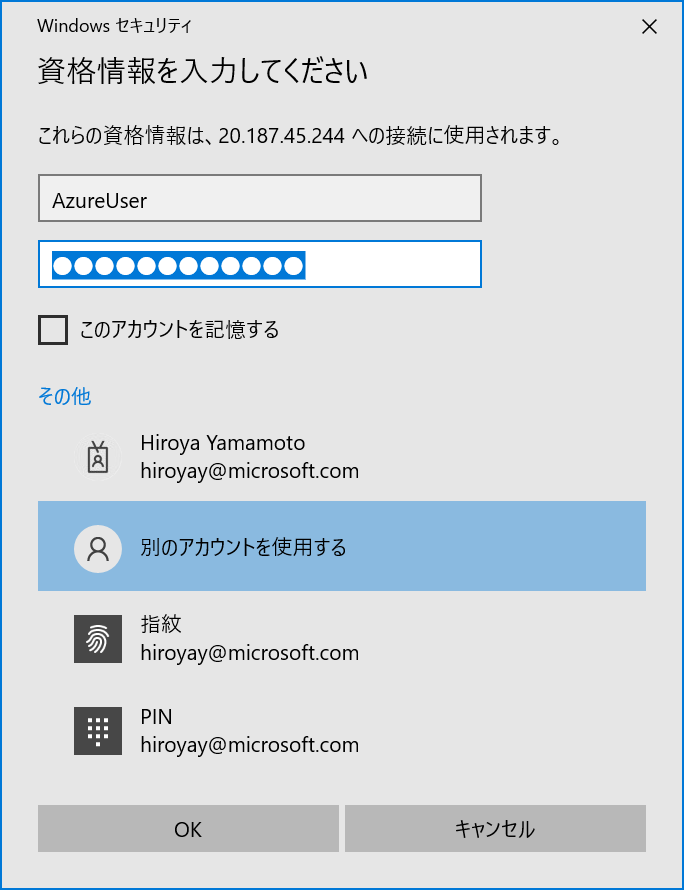 Windows セキュリティ
資格情報を入力してください
これらの資格情報は、20.187.45.244 への接続に使用されます。
AzureUser
●●●●●●●●●●●●
このアカウントを記憶する
その他
Hiroya Yamamoto
hiroyay@microsoft.com
別のアカウントを使用する
指紋
hiroyay@microsoft.com
PIN
hiroyay@microsoft.com
OK
キャンセル